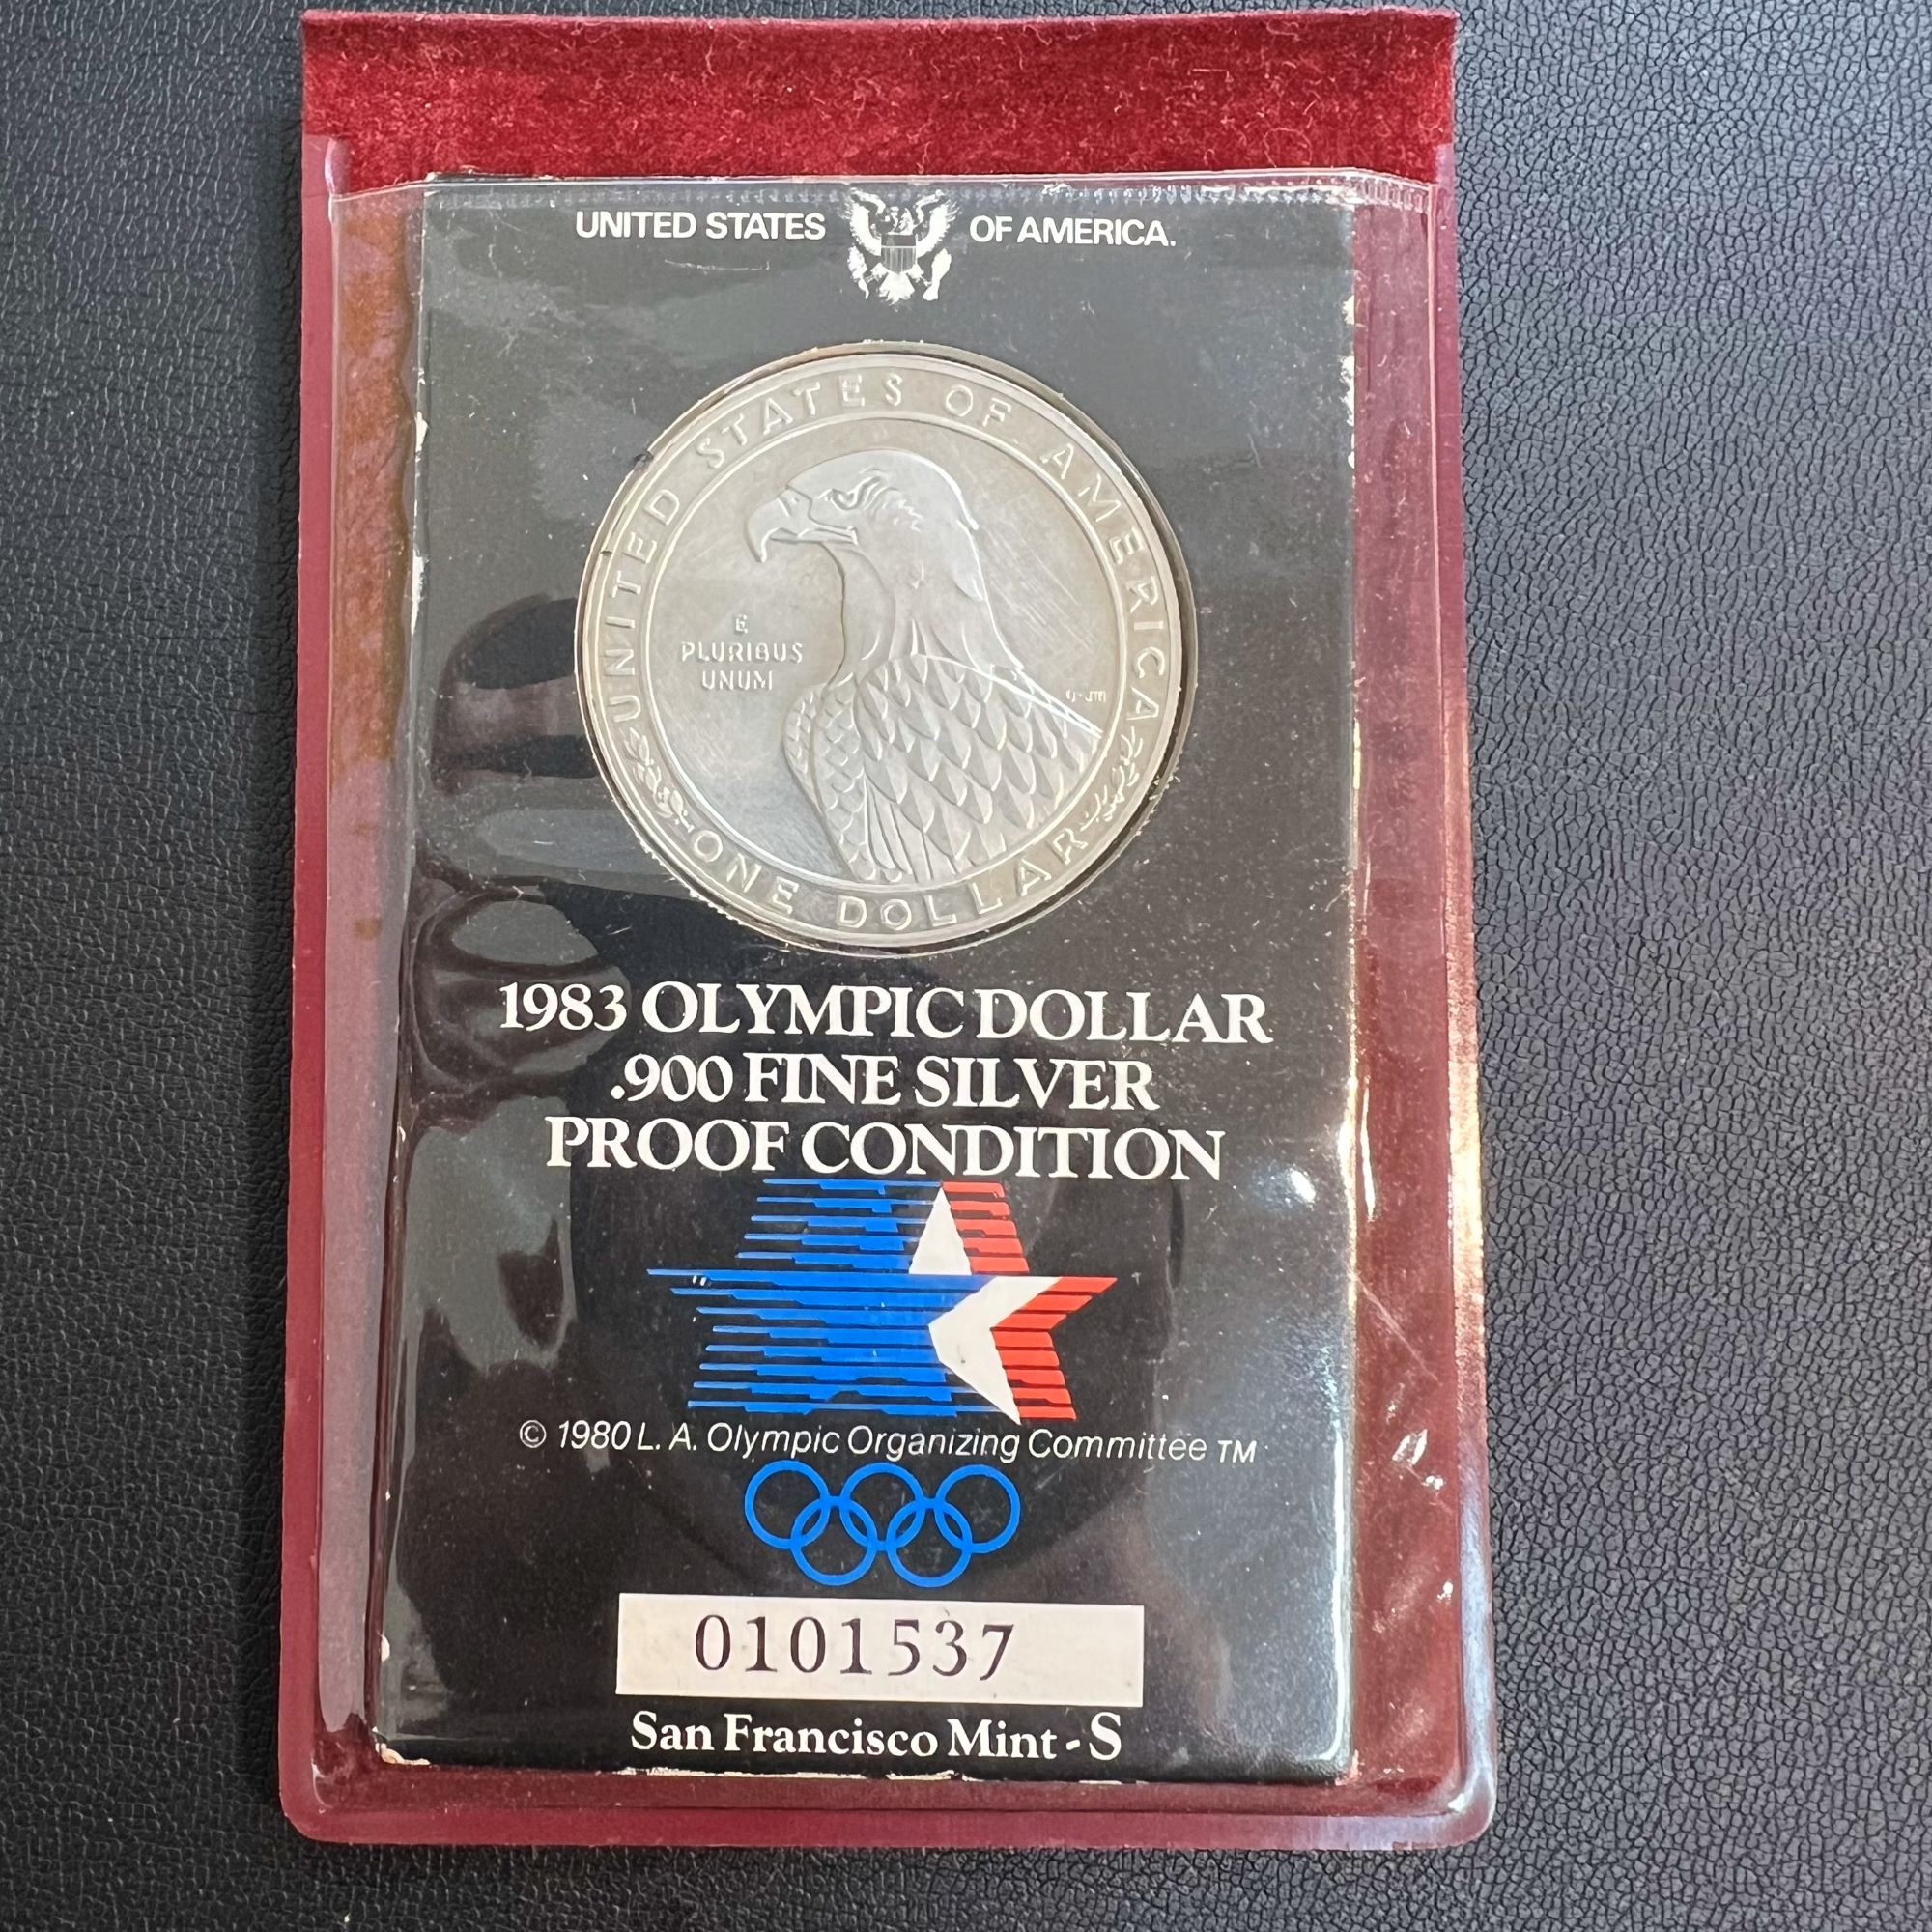 UNITED STATES OF AMERICA.
UNITED STATES OF AMERICA
E
PLURIBUS
UNUM
ONE DOLLAR
1983 OLYMPIC DOLLAR
.900 FINE SILVER
PROOF CONDITION
© 1980 L. A. Olympic Organizing Committee TM
0101537
San Francisco Mint - S